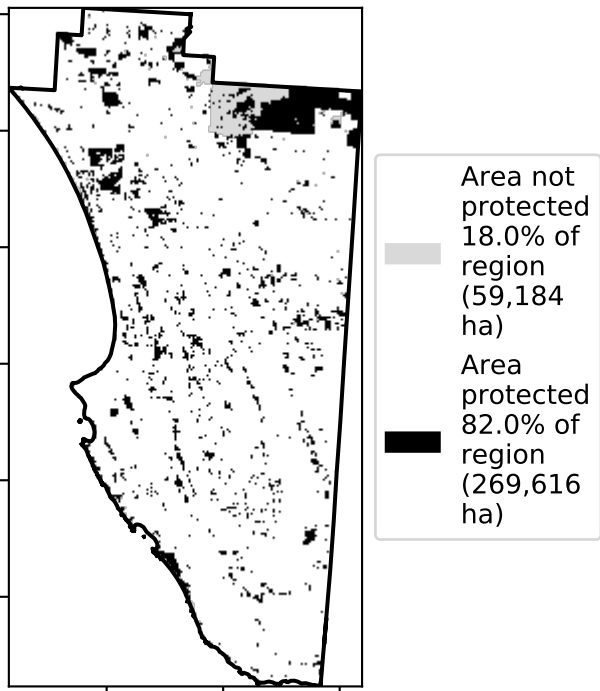 Area not
protected
18.0% of
region
(59,184
ha)
Area
protected
82.0% of
region
(269,616
ha)